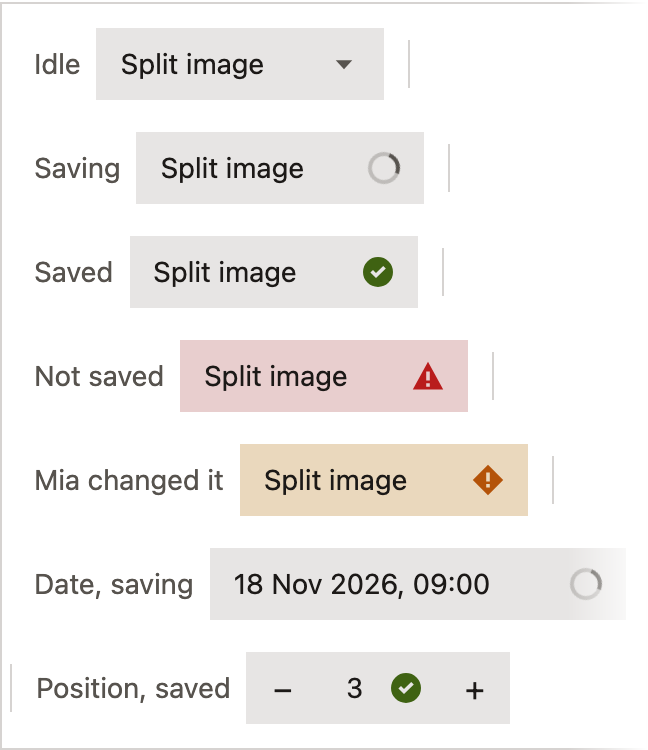 Idle Split image
Saving Split image
Saved Split image
Not saved Split image
Mia changed it Split image
Date, saving 18 Nov 2026, 09:00
Position, saved − 3 +